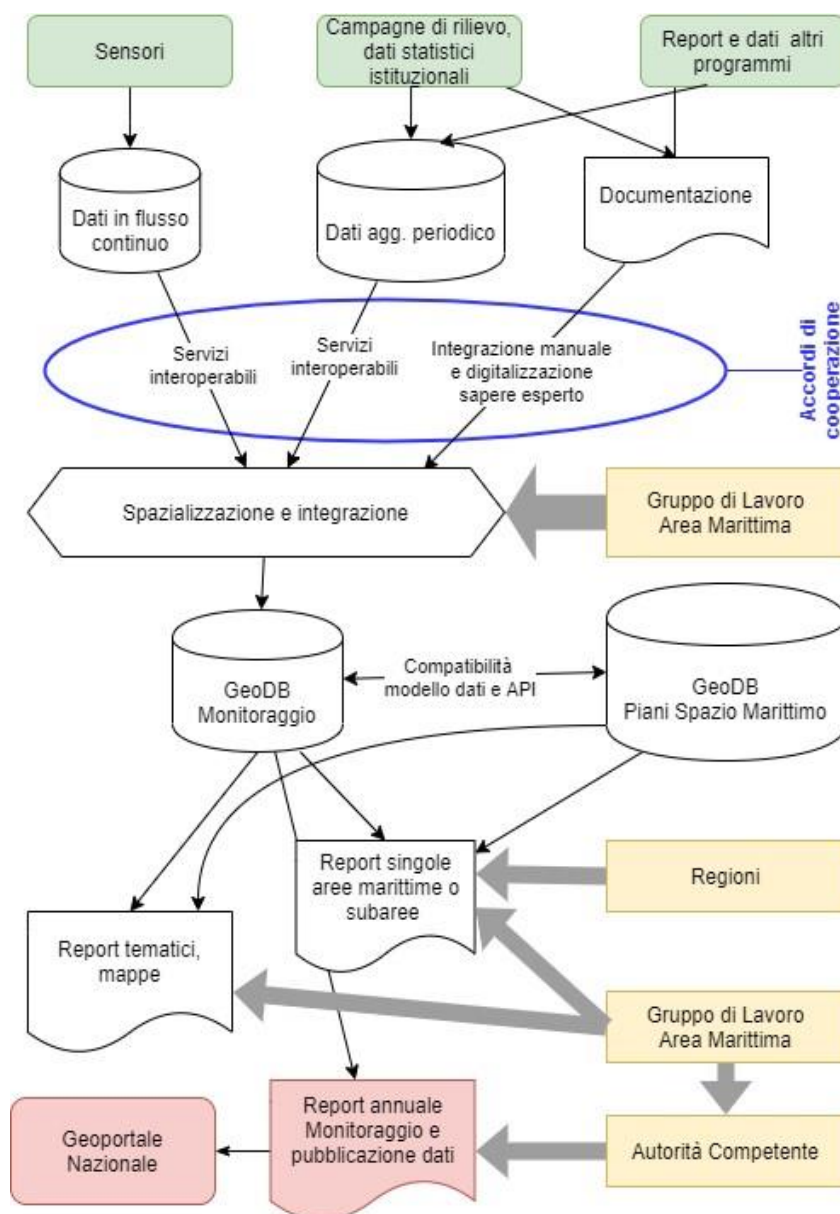 Sensori
Campagne di rilievo,
dati statistici
istituzionali
Report e dati altri
programmi
Dati in flusso
continuo
Dati agg. periodico
Documentazione
Servizi
interoperabili
Servizi
interoperabili
Integrazione manuale
e digitalizzazione
sapere esperto
Accordi di
cooperazione
Spazializzazione e integrazione
Gruppo di Lavoro
Area Marittima
GeoDB
Monitoraggio
Compatibilità
modello dati e API
GeoDB
Piani Spazio Marittimo
Report singole
aree marittime o
subaree
Regioni
Report tematici,
mappe
Gruppo di Lavoro
Area Marittima
Geoportale
Nazionale
Report annuale
Monitoraggio e
pubblicazione dati
Autorità Competente